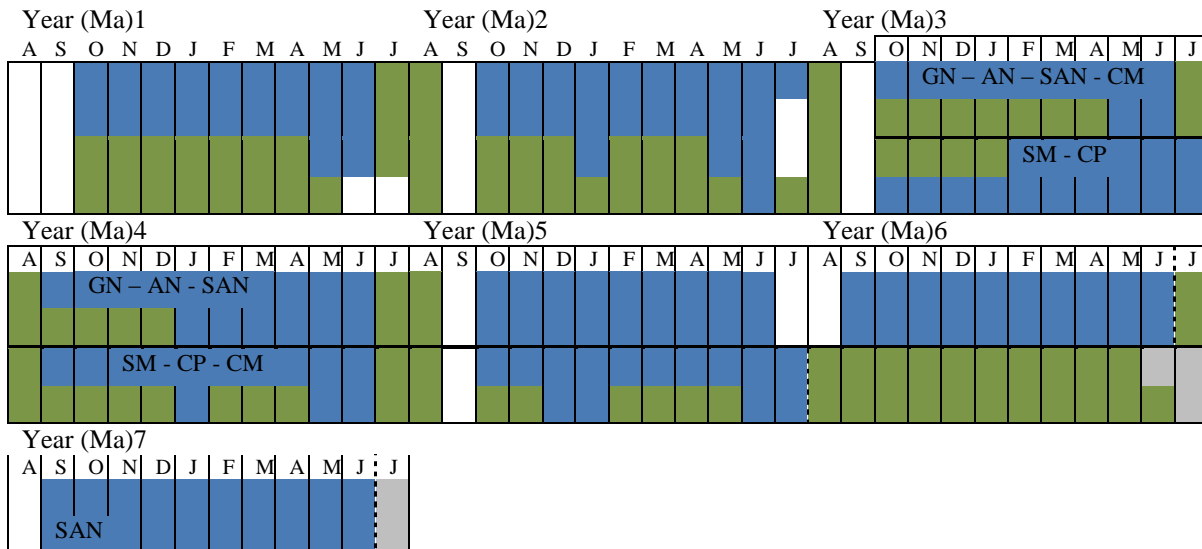 Year (Ma)1 Year (Ma)2 Year (Ma)3
A S O N D J F M A M J J A S O N D J F M A M J J A S O N D J F M A M J J
GN – AN – SAN - CM
SM - CP
Year (Ma)4 Year (Ma)5 Year (Ma)6
A S O N D J F M A M J J A S O N D J F M A M J J A S O N D J F M A M J J
GN – AN - SAN
SM - CP - CM
Year (Ma)7
A S O N D J F M A M J J
SAN